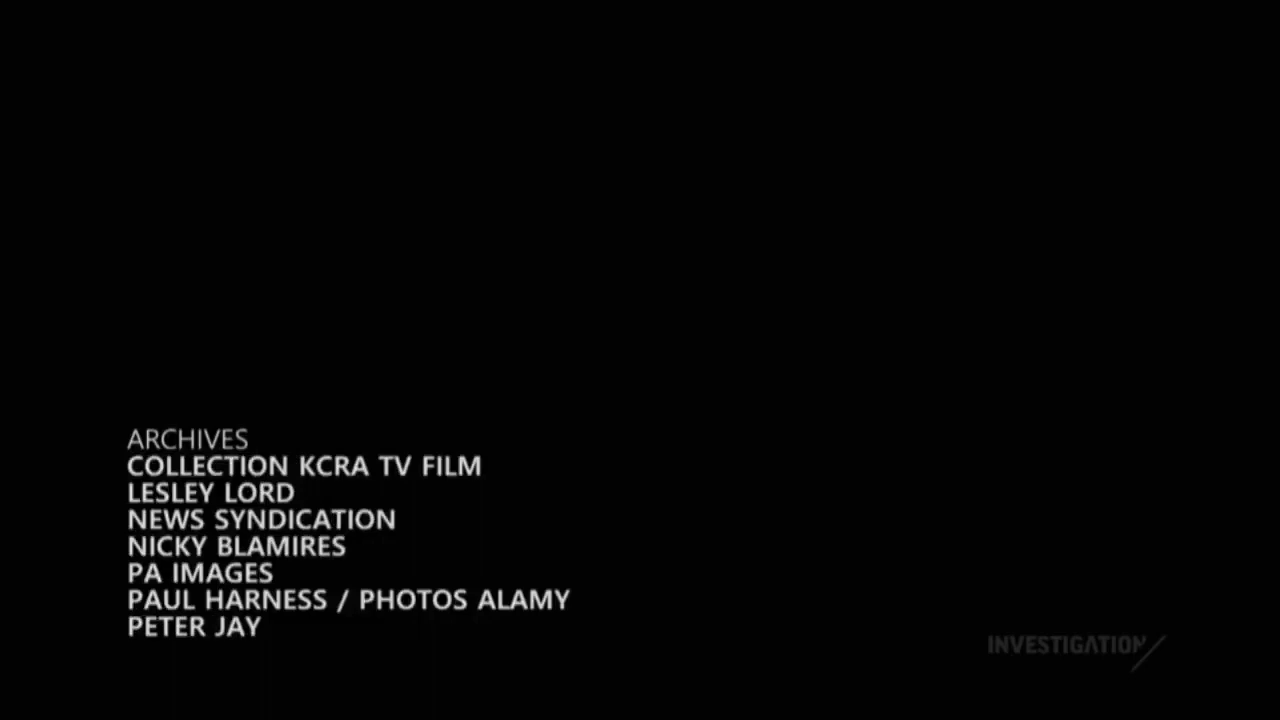 ARCHIVES
COLLECTION KCRA TV FILM
LESLEY LORD
NEWS SYNDICATION
NICKY BLAMIRES
PA IMAGES
PAUL HARNESS / PHOTOS ALAMY
PETER JAY
INVESTIGATION